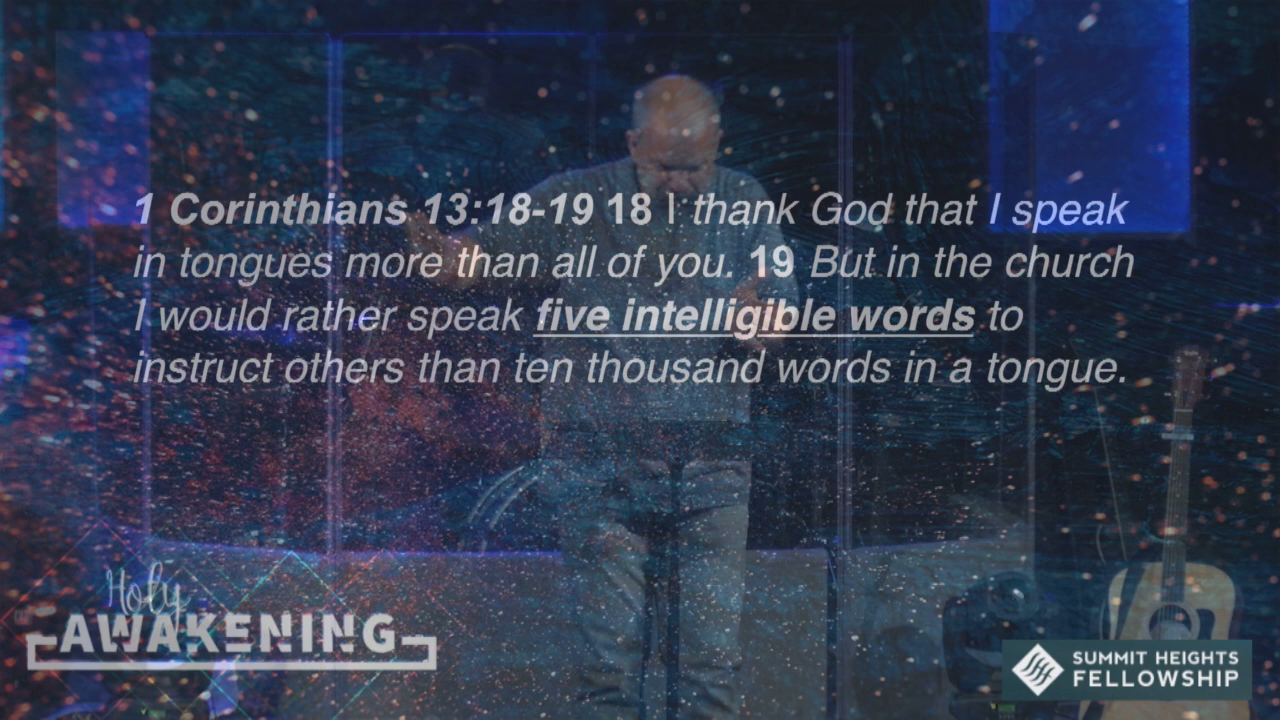 1 Corinthians 13:18-19 18 I thank God that I speak
in tongues more than all of you. 19 But in the church
I would rather speak five intelligible words to
instruct others than ten thousand words in a tongue.
Holy
AWAKENING
SUMMIT HEIGHTS
FELLOWSHIP